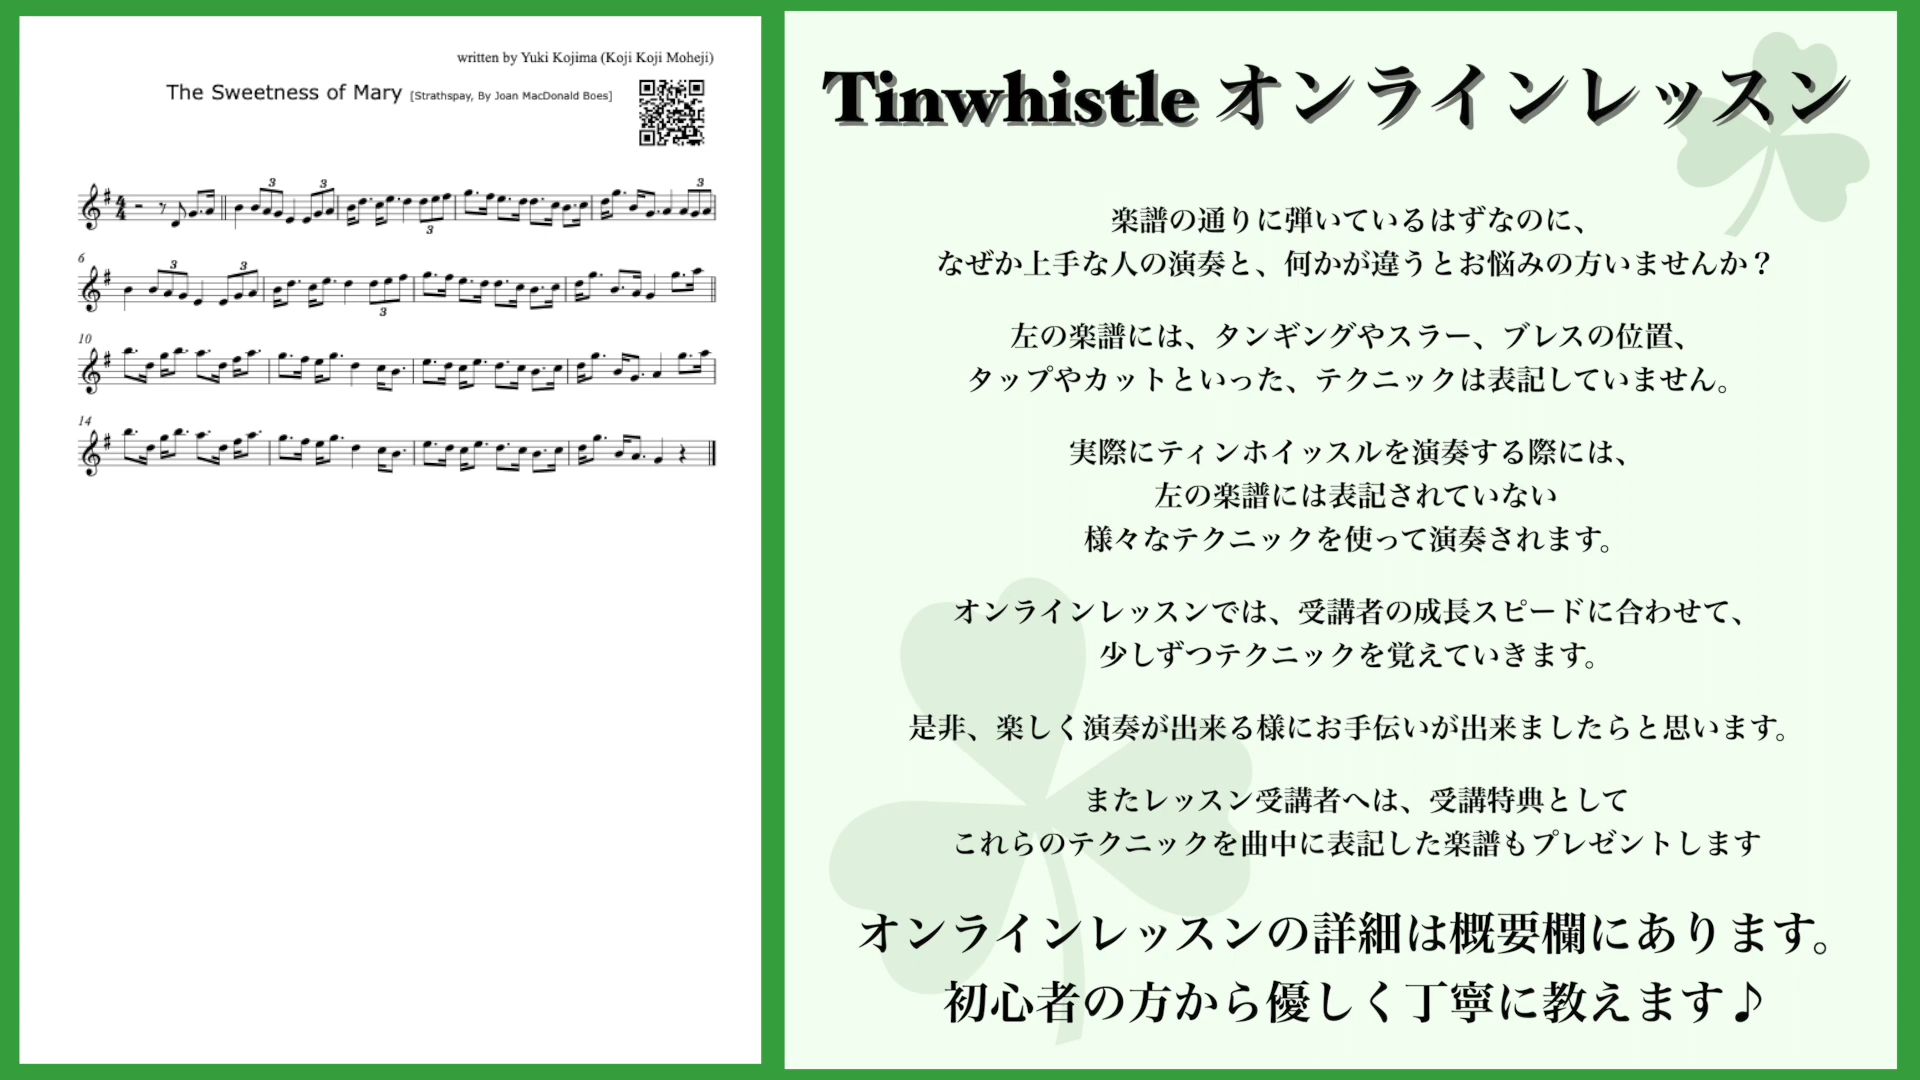 written by Yuki Kojima (Koji Koji Moheji)
The Sweetness of Mary [Strathspay, By Joan MacDonald Boes]
3 3 3
3
6
3 3
3
10
14
Tinwhistle オンラインレッスン
楽譜の通りに弾いているはずなのに、
なぜか上手な人の演奏と、何かが違うとお悩みの方いませんか？
左の楽譜には、タンギングやスラー、ブレスの位置、
タップやカットといった、テクニックは表記していません。
実際にティンホイッスルを演奏する際には、
左の楽譜には表記されていない
様々なテクニックを使って演奏されます。
オンラインレッスンでは、受講者の成長スピードに合わせて、
少しずつテクニックを覚えていきます。
是非、楽しく演奏が出来る様にお手伝いが出来ましたらと思います。
またレッスン受講者へは、受講特典として
これらのテクニックを曲中に表記した楽譜もプレゼントします
オンラインレッスンの詳細は概要欄にあります。
初心者の方から優しく丁寧に教えます♪